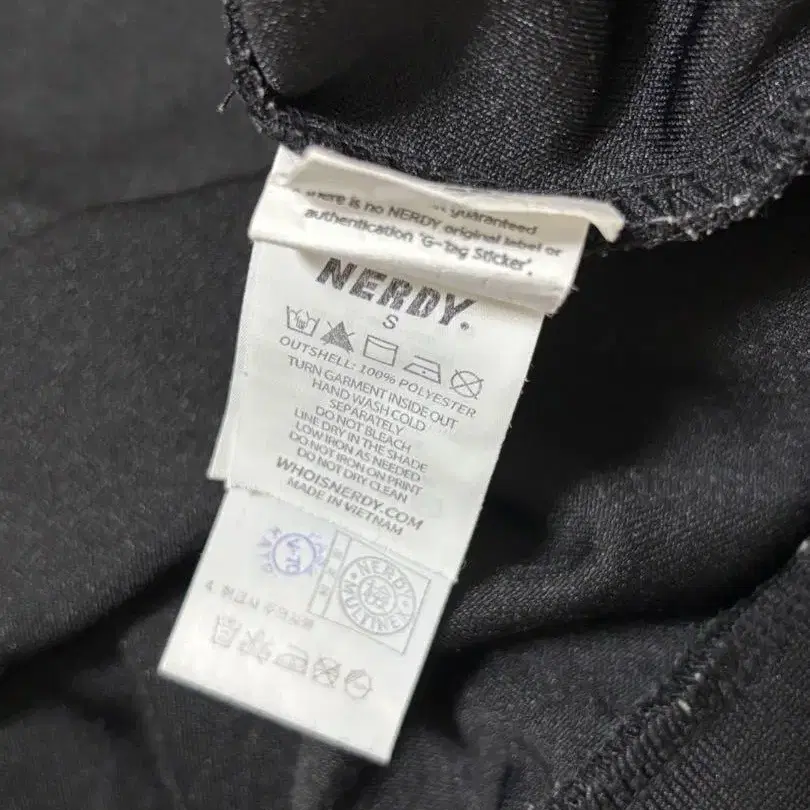 there is no NERDY original label or
authentication "G-Tag Sticker".
guaranteed
NERDY.
S
OUTSHELL: 100% POLYESTER
TURN GARMENT INSIDE OUT
HAND WASH COLD
SEPARATELY
DO NOT BLEACH
LINE DRY IN THE SHADE
LOW IRON AS NEEDED
DO NOT IRON ON PRINT
DO NOT DRY CLEAN
WHOISNERDY.COM
MADE IN VIETNAM
NERDY